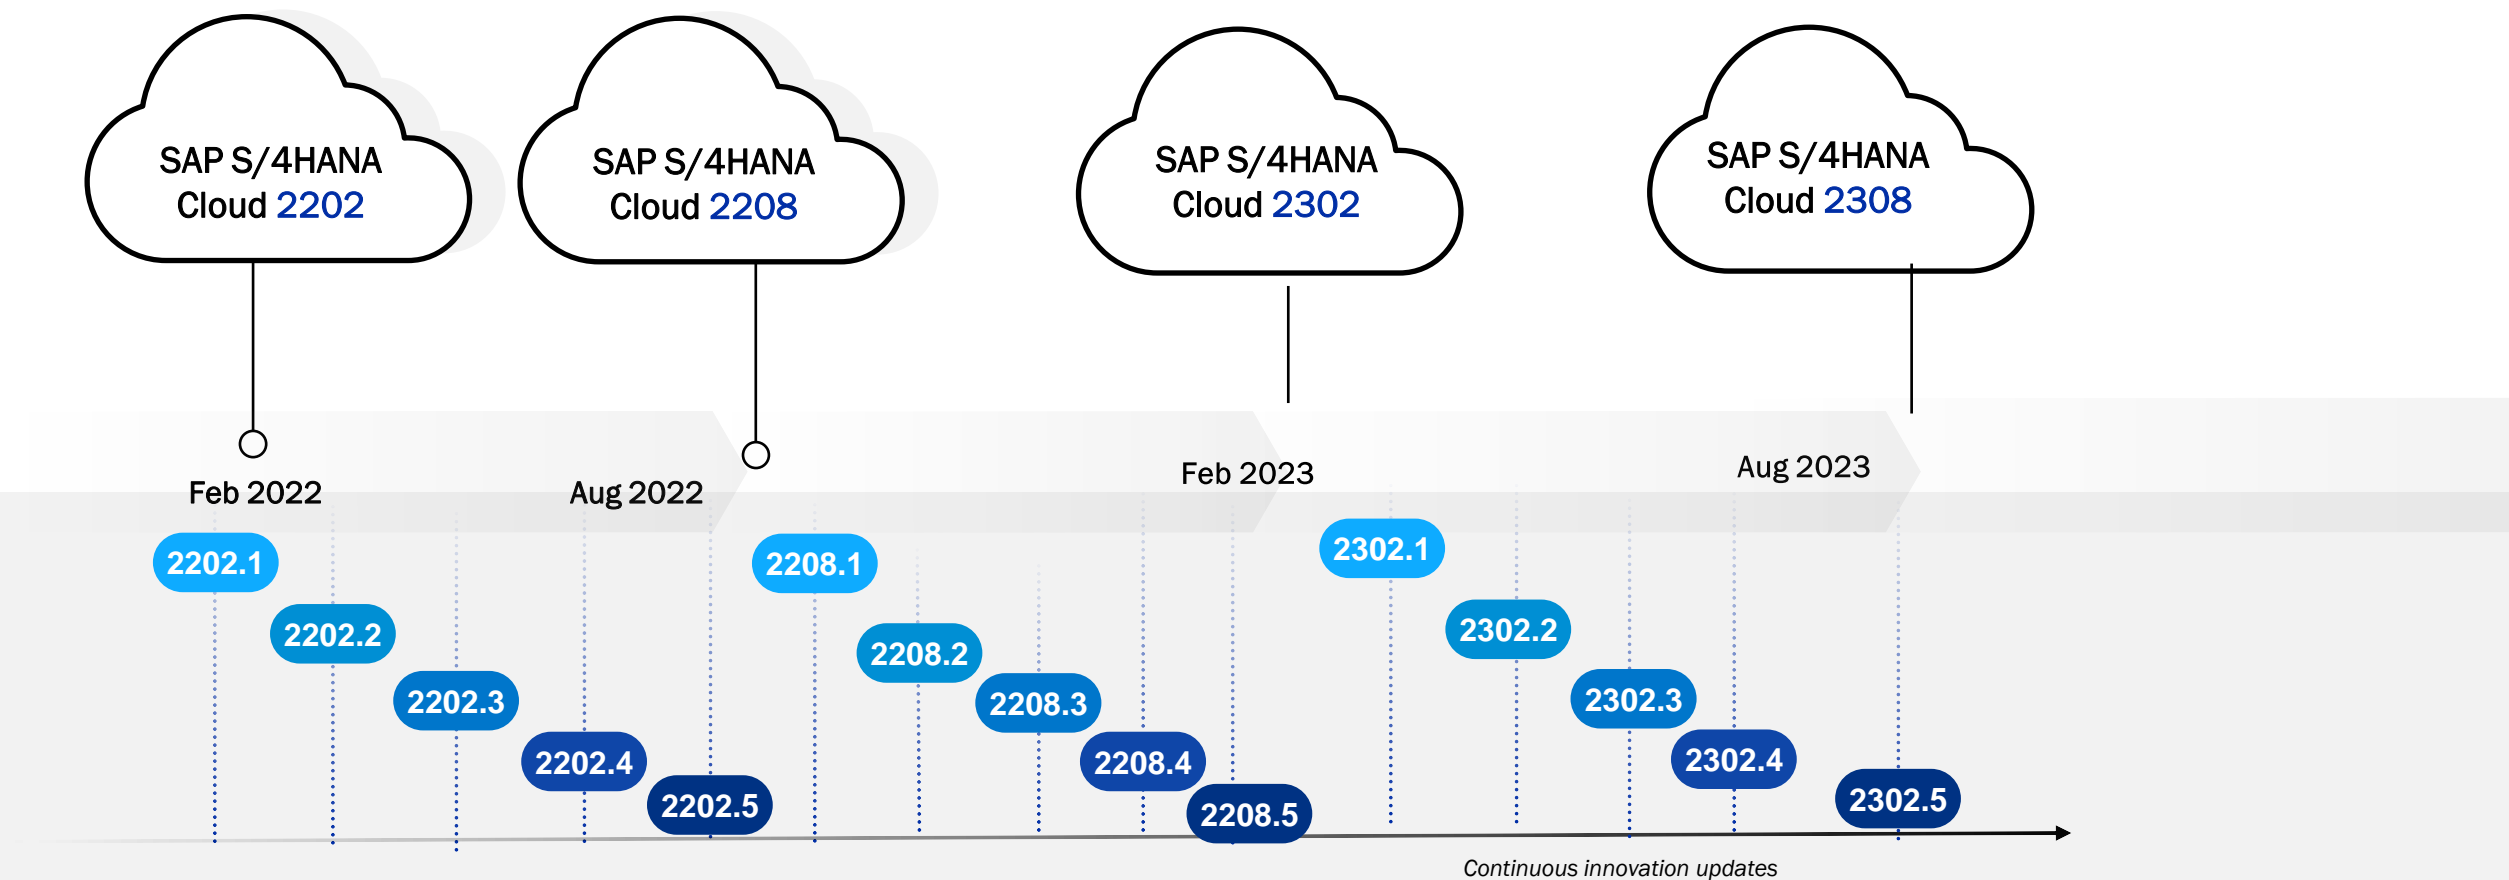 SAP S/4HANA
Cloud 2202
SAP S/4HANA
Cloud 2208
SAP S/4HANA
Cloud 2302
SAP S/4HANA
Cloud 2308
Feb 2022
Aug 2022
Feb 2023
Aug 2023
2202.1
2202.2
2202.3
2202.4
2202.5
2208.1
2208.2
2208.3
2208.4
2208.5
2302.1
2302.2
2302.3
2302.4
2302.5
Continuous innovation updates